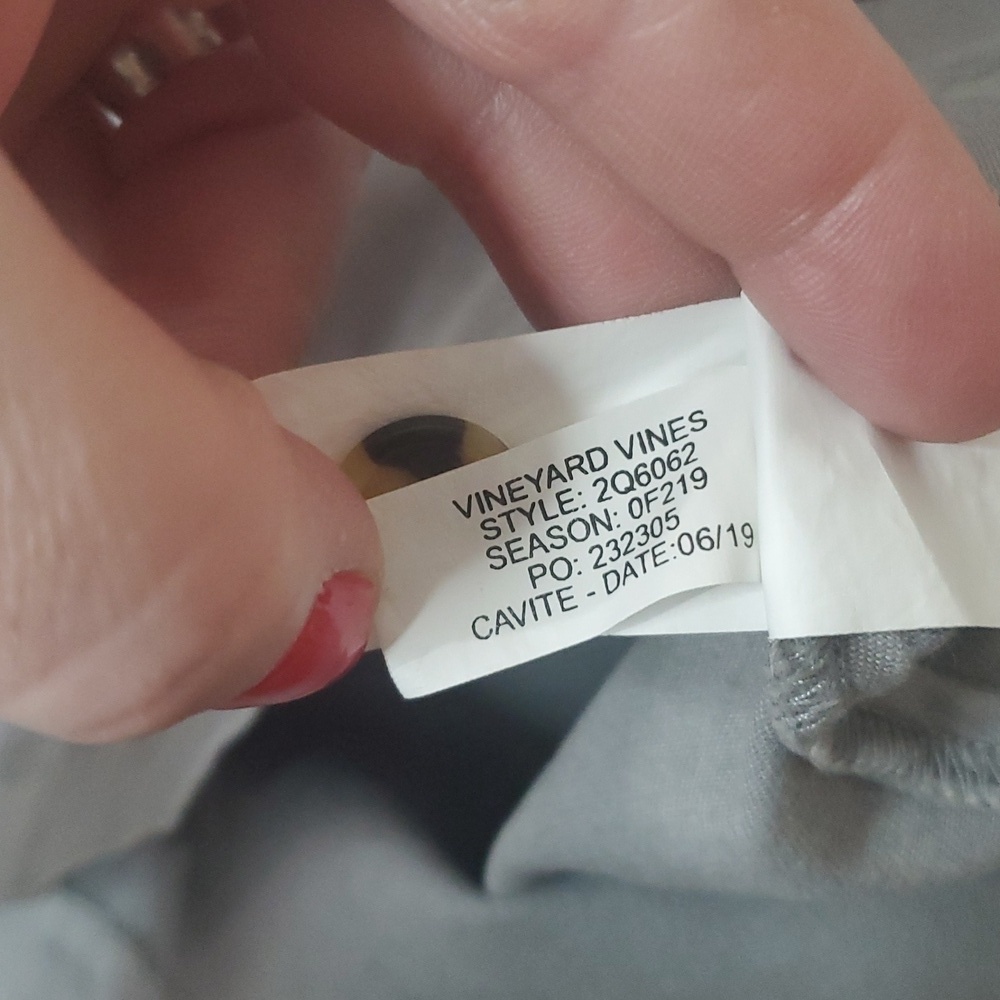 VINEYARD VINES
STYLE: 2Q6062
SEASON: 0F219
PO: 232305
CAVITE - DATE:06/19